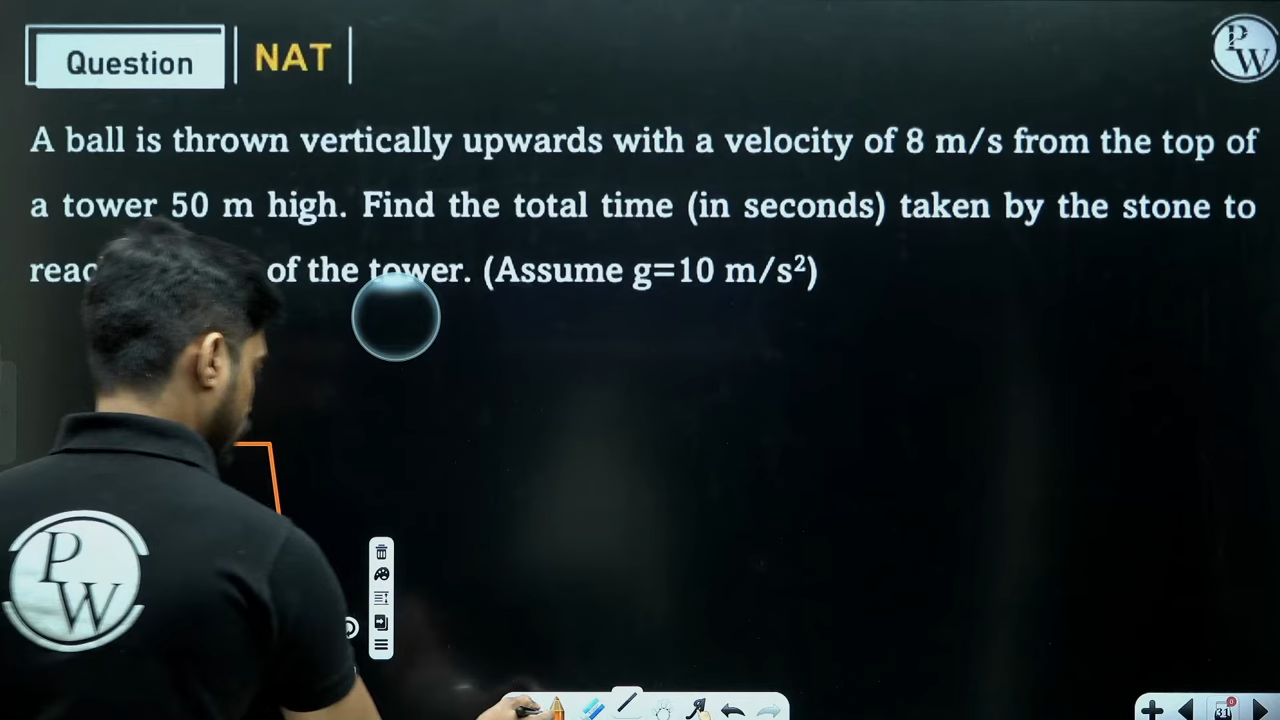 Question
NAT
P
W
A ball is thrown vertically upwards with a velocity of 8 m/s from the top of
a tower 50 m high. Find the total time (in seconds) taken by the stone to
of the tower. (Assume g=10 m/s²)
P
W
31